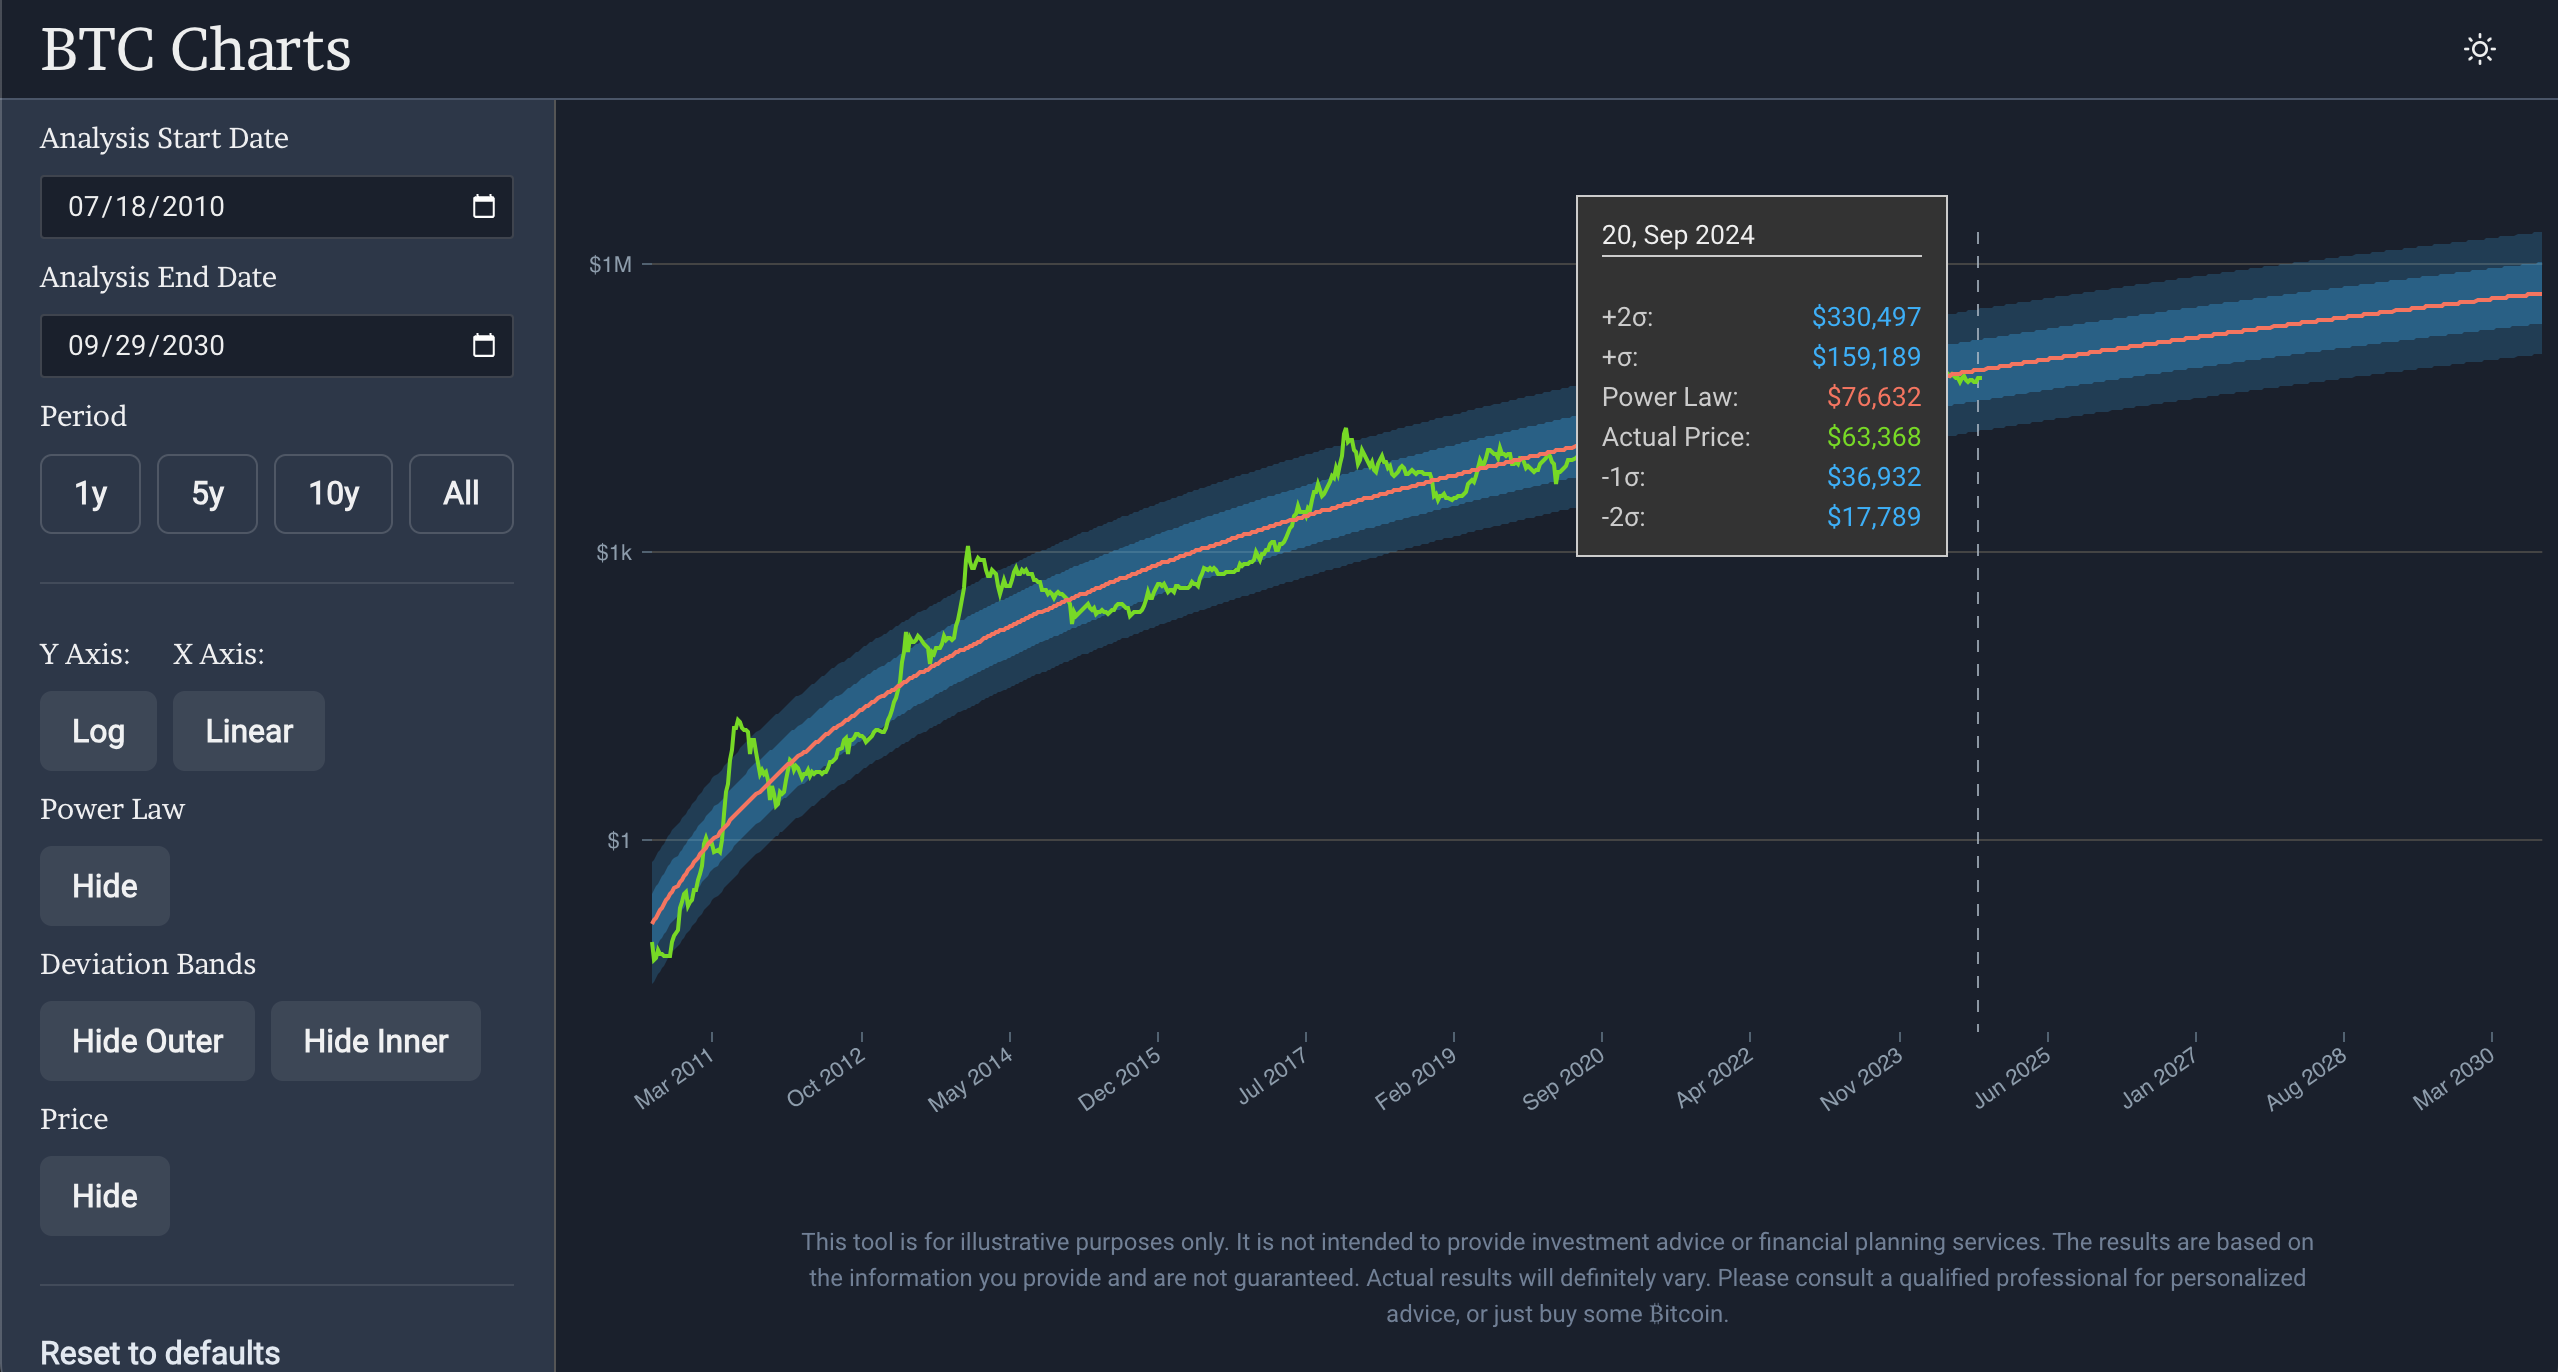 BTC Charts
Analysis Start Date
07/18/2010
Analysis End Date
09/29/2030
Period
1y 5y 10y All
Y Axis: X Axis:
Log Linear
Power Law
Hide
Deviation Bands
Hide Outer Hide Inner
Price
Hide
Reset to defaults
$1M
$1k
$1
20, Sep 2024
+2σ: $330,497
+σ: $159,189
Power Law: $76,632
Actual Price: $63,368
-1σ: $36,932
-2σ: $17,789
Mar 2011 Oct 2012 May 2014 Dec 2015 Jul 2017 Feb 2019 Sep 2020 Apr 2022 Nov 2023 Jun 2025 Jan 2027 Aug 2028 Mar 2030
This tool is for illustrative purposes only. It is not intended to provide investment advice or financial planning services. The results are based on
the information you provide and are not guaranteed. Actual results will definitely vary. Please consult a qualified professional for personalized
advice, or just buy some ₿itcoin.